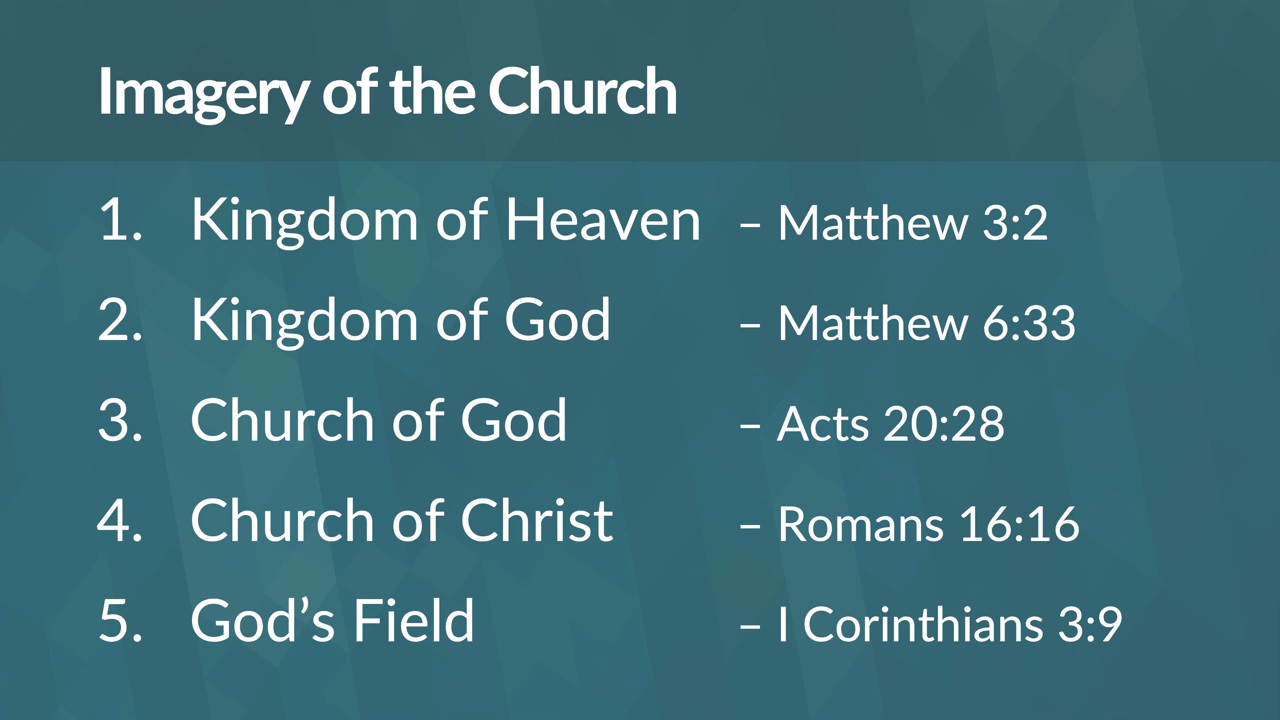 Imagery of the Church
1. Kingdom of Heaven – Matthew 3:2
2. Kingdom of God – Matthew 6:33
3. Church of God – Acts 20:28
4. Church of Christ – Romans 16:16
5. God’s Field – I Corinthians 3:9